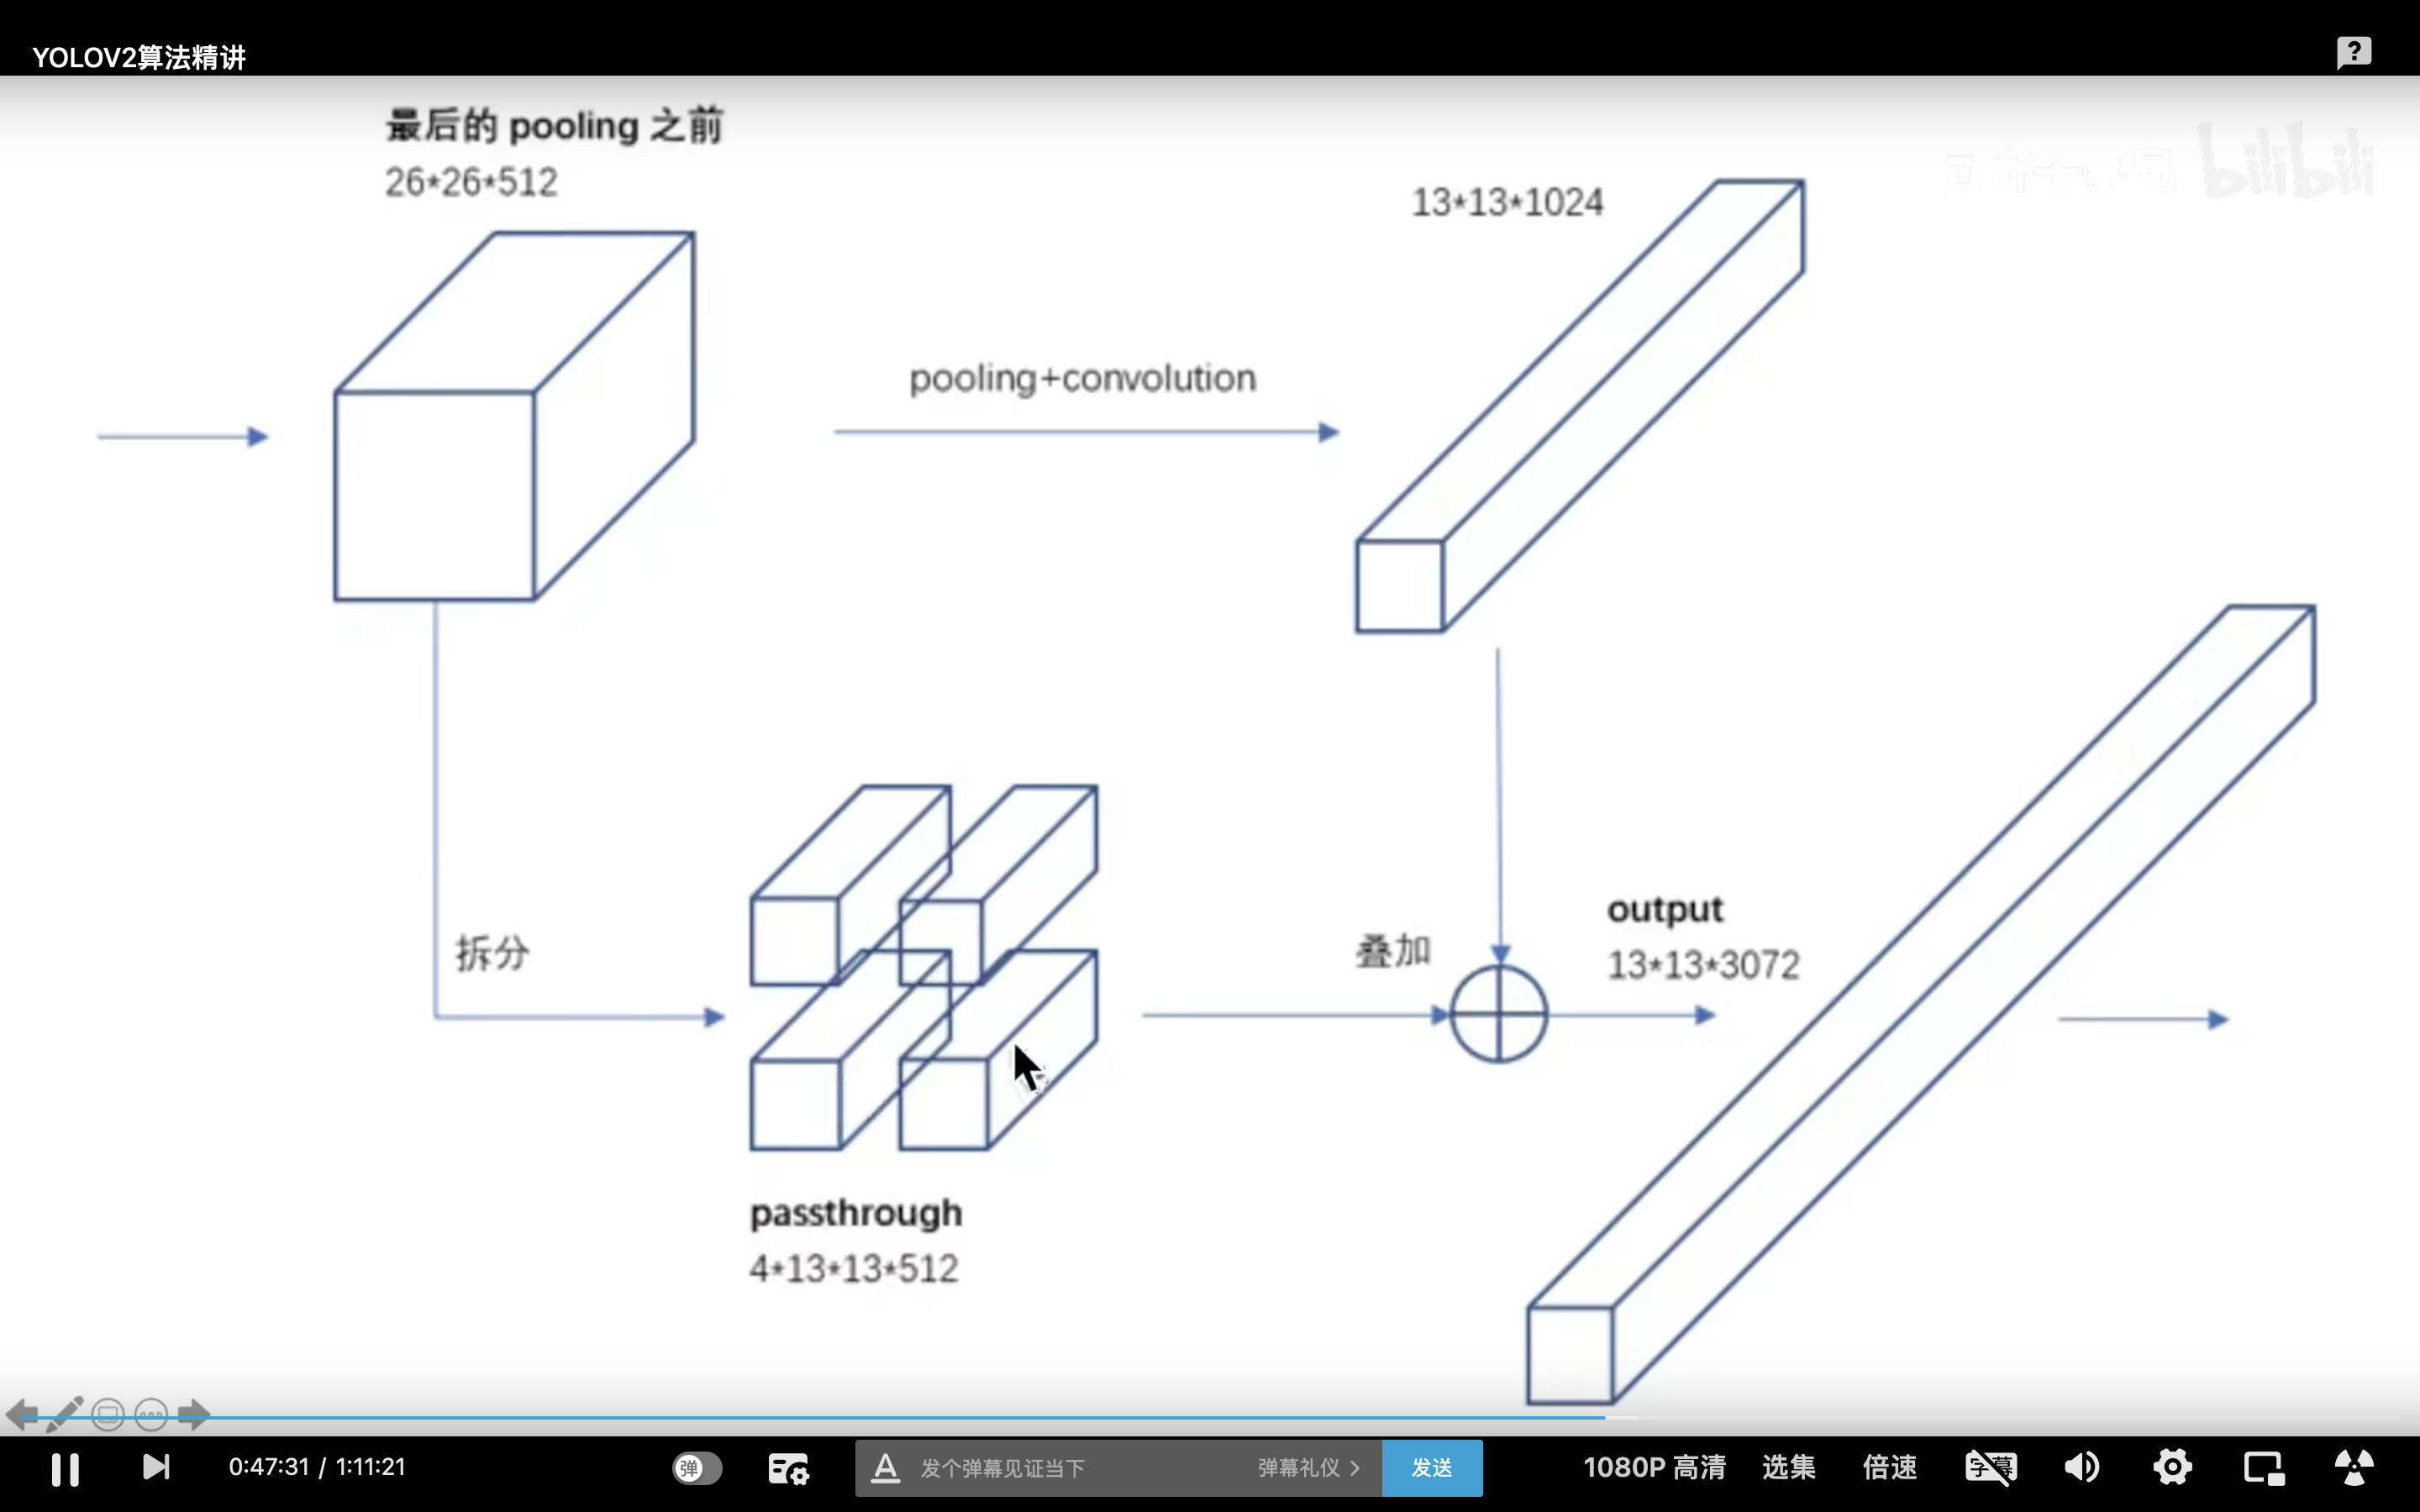 YOLOV2算法精讲
最后的 pooling 之前
26*26*512
bilibili
13*13*1024
pooling+convolution
output
13*13*3072
拆分
叠加
passthrough
4*13*13*512
0:47:31 / 1:11:21
弹
发个弹幕见证当下
弹幕礼仪
发送
1080P 高清
选集
倍速
字幕